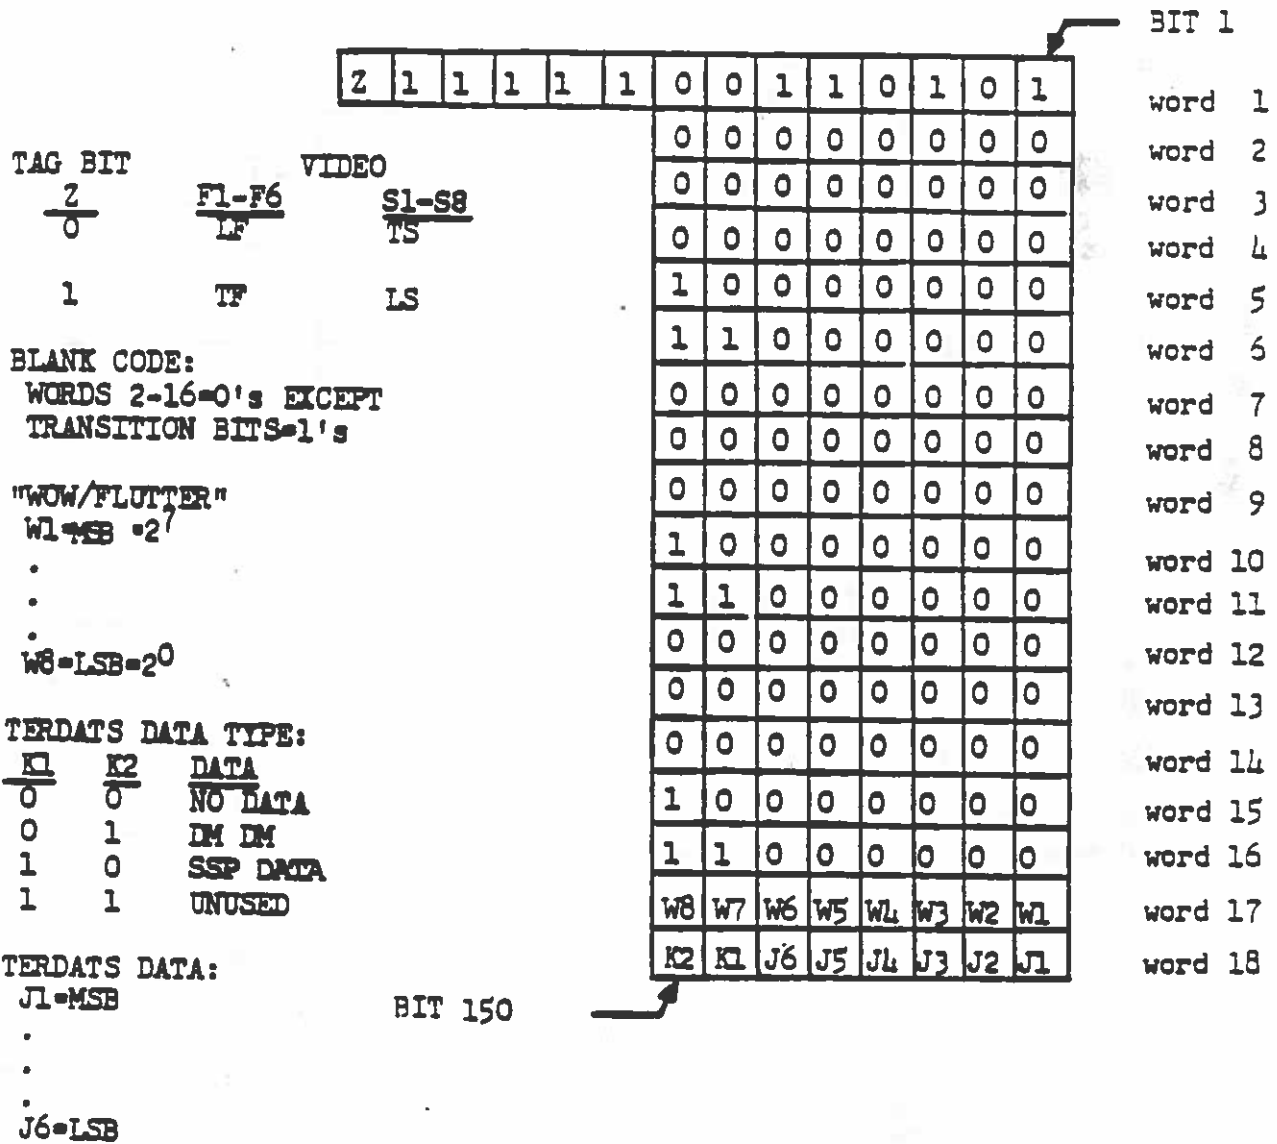 BIT 1
Z 1 1 1 1 1 0 0 1 1 0 1 0 1 word 1
0 0 0 0 0 0 0 0 word 2
TAG BIT VIDEO
Z F1-F6 S1-S8
0 0 0 0 0 0 0 0 word 3
0 LF TS
0 0 0 0 0 0 0 0 word 4
1 TF LS
1 0 0 0 0 0 0 0 word 5
1 1 0 0 0 0 0 0 word 6
BLANK CODE:
WORDS 2-16=0's EXCEPT
TRANSITION BITS=1's
0 0 0 0 0 0 0 0 word 7
0 0 0 0 0 0 0 0 word 8
"WOW/FLUTTER"
W1=MSB =2^7
.
.
.
W8=LSB=2^0
0 0 0 0 0 0 0 0 word 9
1 0 0 0 0 0 0 0 word 10
1 1 0 0 0 0 0 0 word 11
0 0 0 0 0 0 0 0 word 12
0 0 0 0 0 0 0 0 word 13
TERDATS DATA TYPE:
K1 K2 DATA
0 0 NO DATA
0 1 DM DM
1 0 SSP DATA
1 1 UNUSED
0 0 0 0 0 0 0 0 word 14
1 0 0 0 0 0 0 0 word 15
1 1 0 0 0 0 0 0 word 16
W8 W7 W6 W5 W4 W3 W2 W1 word 17
K2 K1 J6 J5 J4 J3 J2 J1 word 18
TERDATS DATA:
J1=MSB
.
.
.
J6=LSB
BIT 150